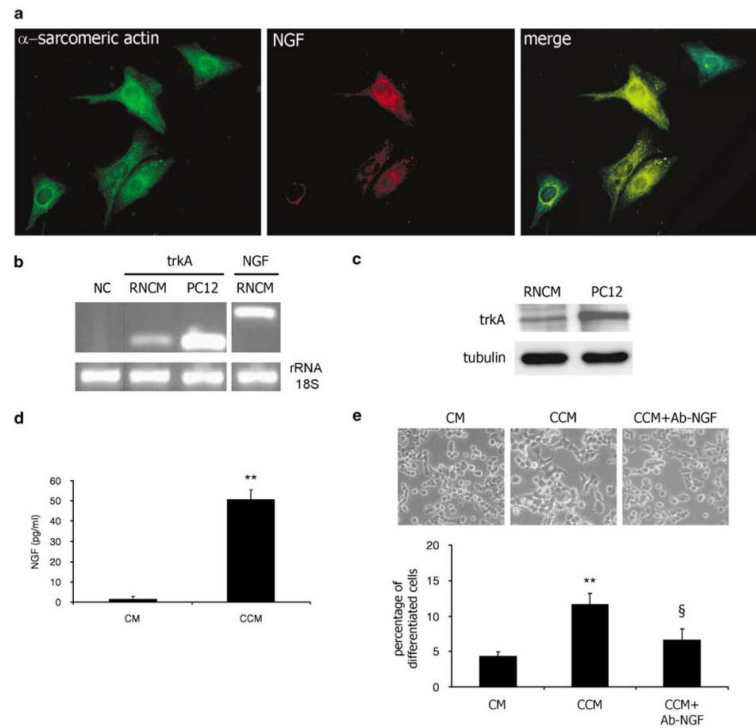 a
α–sarcomeric actin NGF merge
b
trkA NGF
NC RNCM PC12 RNCM
rRNA
18S
c
RNCM PC12
trkA
tubulin
d
NGF (pg/ml)
60
50
40
30
20
10
0
**
CM CCM
e
CM CCM CCM+Ab-NGF
percentage of
differentiated cells
20
15
10
5
0
**
§
CM CCM CCM+
Ab-NGF